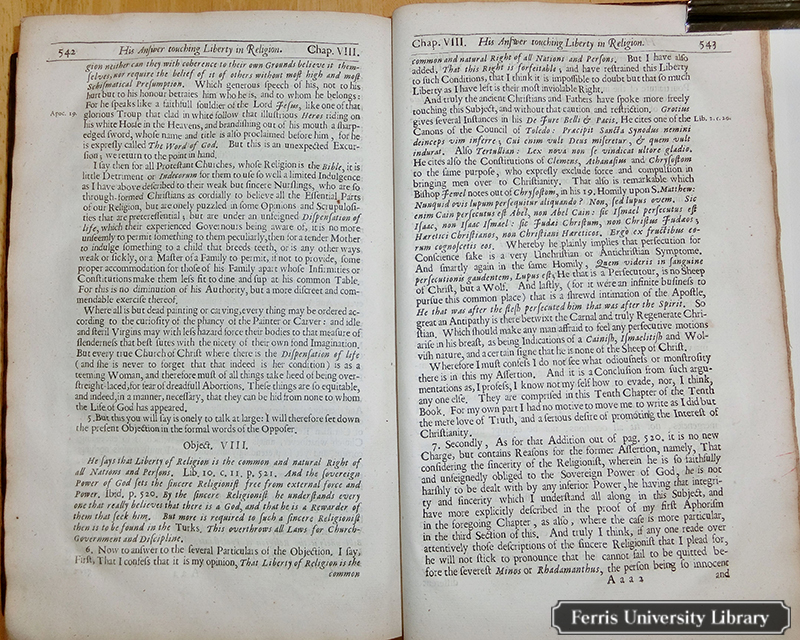 542 His Anſwer touching Liberty in Religion. Chap. VIII.
gion neither can they with coherence to their own Grounds believe it them-
ſelves, nor require the belief of it of others without moſt high and moſt
Schiſmatical Preſumption. Which generous ſpeech of his, not to his
hurt but to his honour betraies him who he is, and to whom he belongs:
For he ſpeaks like a faithfull ſouldier of the Lord Jeſus, like one of that
Apoc. 19. glorious Troup that clad in white follow that illuſtrious Heros riding on
his white Horſe in the Heavens, and brandiſhing out of his mouth a ſharp-
edged ſword, whoſe name and title is alſo proclaimed before him, for he
is expreſly called The Word of God. But this is an unexpected Excur-
ſion; we return to the point in hand.
I ſay then for all Proteſtant Churches, whoſe Religion is the Bible, it is
little Detriment or Indecorum for them to uſe ſo well a limited Indulgence
as I have above deſcribed to their weak but ſincere Nurſlings, who are ſo
through-formed Chriſtians as cordially to believe all the Eſſential Parts
of our Religion, but are onely puzzled in ſome Opinions and Scrupuloſi-
ties that are preteressential; but are under an unfeigned Diſpenſation of
life, which their experienced Governours being aware of, it is no more
unſeemly to permit ſomething to them peculiarly, then for a tender Mother
to indulge ſomething to a child that breeds teeth, or is any other ways
weak or ſickly, or a Maſter of a Family to permit, if not to provide, ſome
proper accommodation for thoſe of his Family apart whoſe Infirmities or
Conſtitutions make them leſs fit to dine and ſup at his common Table.
For this is no diminution of his Authority, but a more diſcreet and com-
mendable exerciſe thereof.
Where all is but dead painting or carving, every thing may be ordered ac-
cording to the curioſity of the phancy of the Painter or Carver: and idle
and ſteril Virgins may with leſs hazard force their bodies to that meaſure of
ſlenderneſs that beſt ſutes with the nicety of their own fond Imagination.
But every true Church of Chriſt where there is the Diſpenſation of life
(and ſhe is never to forget that that indeed is her condition) is as a
teeming Woman, and therefore muſt of all things take heed of being over-
ſtreight-laced, for fear of dreadfull Abortions. Theſe things are ſo equitable,
and indeed, in a manner, neceſſary, that they can be hid from none to whom
the Life of God has appeared.
5. But this you will ſay is onely to talk at large: I will therefore ſet down
the preſent Objection in the formal words of the Oppoſer.
Object. VIII.
He ſays that Liberty of Religion is the common and natural Right of
all Nations and Perſons, Lib. 10. c. 11. p. 521. And the ſovereign
Power of God ſets the ſincere Religioniſt free from external force and
Power, Ibid. p. 520. By the ſincere Religioniſt he underſtands every
one that really believes that there is a God, and that he is a Rewarder of
them that ſeek him. But more is required to ſuch a ſincere Religioniſt
then is to be found in the Turks. This overthrows all Laws for Church-
Government and Diſcipline.
6. Now to anſwer to the ſeveral Particulars of the Objection. I ſay,
Firſt, That I confeſs that it is my opinion, That Liberty of Religion is the
common
Chap. VIII. His Anſwer touching Liberty in Religion. 543
common and natural Right of all Nations and Perſons. But I have alſo
added, That this Right is forfeitable, and have reſtrained this Liberty
to ſuch Conditions, that I think it is impoſſible to doubt but that ſo much
Liberty as I have left is their moſt inviolable Right.
And truly the ancient Chriſtians and Fathers have ſpoke more freely
touching this Subject, and without that caution and reſtriction. Grotius
gives ſeveral Inſtances in his De Jure Belli & Pacis. He cites one of the Lib. 2. c. 20.
Canons of the Council of Toledo: Præcipit Sancta Synodus nemini
deinceps vim inferre; Cui enim vult Deus miſeretur, & quem vult
indurat. Alſo Tertullian: Lex nova non ſe vindicat ultore gladio.
He cites alſo the Conſtitutions of Clemens, Athanaſius and Chryſoſtom
to the ſame purpoſe, who expreſly exclude force and compulſion in
bringing men over to Chriſtianity. That alſo is remarkable which
Biſhop Jewel notes out of Chryſoſtom, in his 19. Homily upon S. Matthew:
Nunquid ovis lupum perſequitur aliquando? Non, ſed lupus ovem. Sic
enim Cain perſecutus eſt Abel, non Abel Cain: ſic Iſmael perſecutus eſt
Iſaac, non Iſaac Iſmael: ſic Judæi Chriſtum, non Chriſtus Judæos,
Hæretici Chriſtianos, non Chriſtiani Hæreticos. Ergo ex fructibus eo-
rum cognoſcetis eos. Whereby he plainly implies that perſecution for
Conſcience ſake is a very Unchriſtian or Antichriſtian Symptome.
And ſmartly again in the ſame Homily, Quem videris in ſanguine
perſecutionis gaudentem, Lupus eſt; He that is a Perſecutour, is no Sheep
of Chriſt, but a Wolf. And laſtly, (for it were an infinite buſineſs to
purſue this common place) that is a ſhrewd intimation of the Apoſtle,
He that was after the fleſh perſecuted him that was after the Spirit. So
great an Antipathy is there betwixt the Carnal and truly Regenerate Chri-
ſtian. Which ſhould make any man affraid to feel any perſecutive motions
ariſe in his breaſt, as being Indications of a Cainiſh, Iſmaelitiſh and Wol-
viſh nature, and a certain ſigne that he is none of the Sheep of Chriſt.
Wherefore I muſt confeſs I do not ſee what odiouſneſs or monſtroſity
there is in this my Aſſertion. And it is a Concluſion from ſuch argu-
mentations as, I profeſs, I know not my ſelf how to evade, nor, I think,
any one elſe. They are compriſed in this Tenth Chapter of the Tenth
Book. For my own part I had no motive to move me to write as I did but
the mere love of Truth, and a ſerious deſire of promoting the Intereſt of
Chriſtianity.
7. Secondly, As for that Addition out of pag. 520. it is no new
Charge, but contains Reaſons for the former Aſſertion, namely, That
conſidering the ſincerity of the Religioniſt, wherein he is ſo faithfully
and unfeignedly obliged to the Sovereign Power of God, he is not
harſhly to be dealt with by any inferior Power, he having that integri-
ty and ſincerity which I underſtand all along in this Subject, and
have more explicitly deſcribed in the proof of my firſt Aphoriſm
in the foregoing Chapter, as alſo, where the caſe is more particular,
in the third Section of this. And truly I think, if any one reade over
attentively thoſe deſcriptions of the ſincere Religioniſt that I plead for,
he will not ſtick to pronounce that he cannot fail to be quitted be-
fore the ſevereſt Minos or Rhadamanthus, the perſon being ſo innocent
A a a a and
Ferris University Library